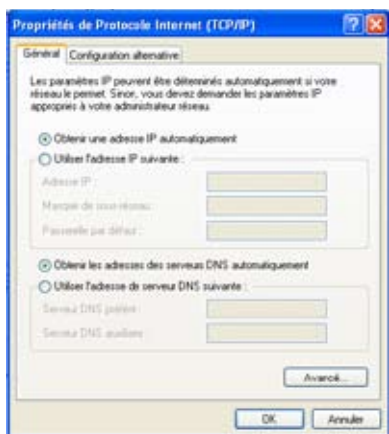 Propriétés de Protocole Internet (TCP/IP)
Général
Configuration alternative
Les paramètres IP peuvent être déterminés automatiquement si votre
réseau le permet. Sinon, vous devez demander les paramètres IP
appropriés à votre administrateur réseau.
Obtenir une adresse IP automatiquement
Utiliser l'adresse IP suivante :
Adresse IP :
Masque de sous-réseau :
Passerelle par défaut :
Obtenir les adresses des serveurs DNS automatiquement
Utiliser l'adresse de serveur DNS suivante :
Serveur DNS préféré :
Serveur DNS auxiliaire :
Avancé...
OK
Annuler